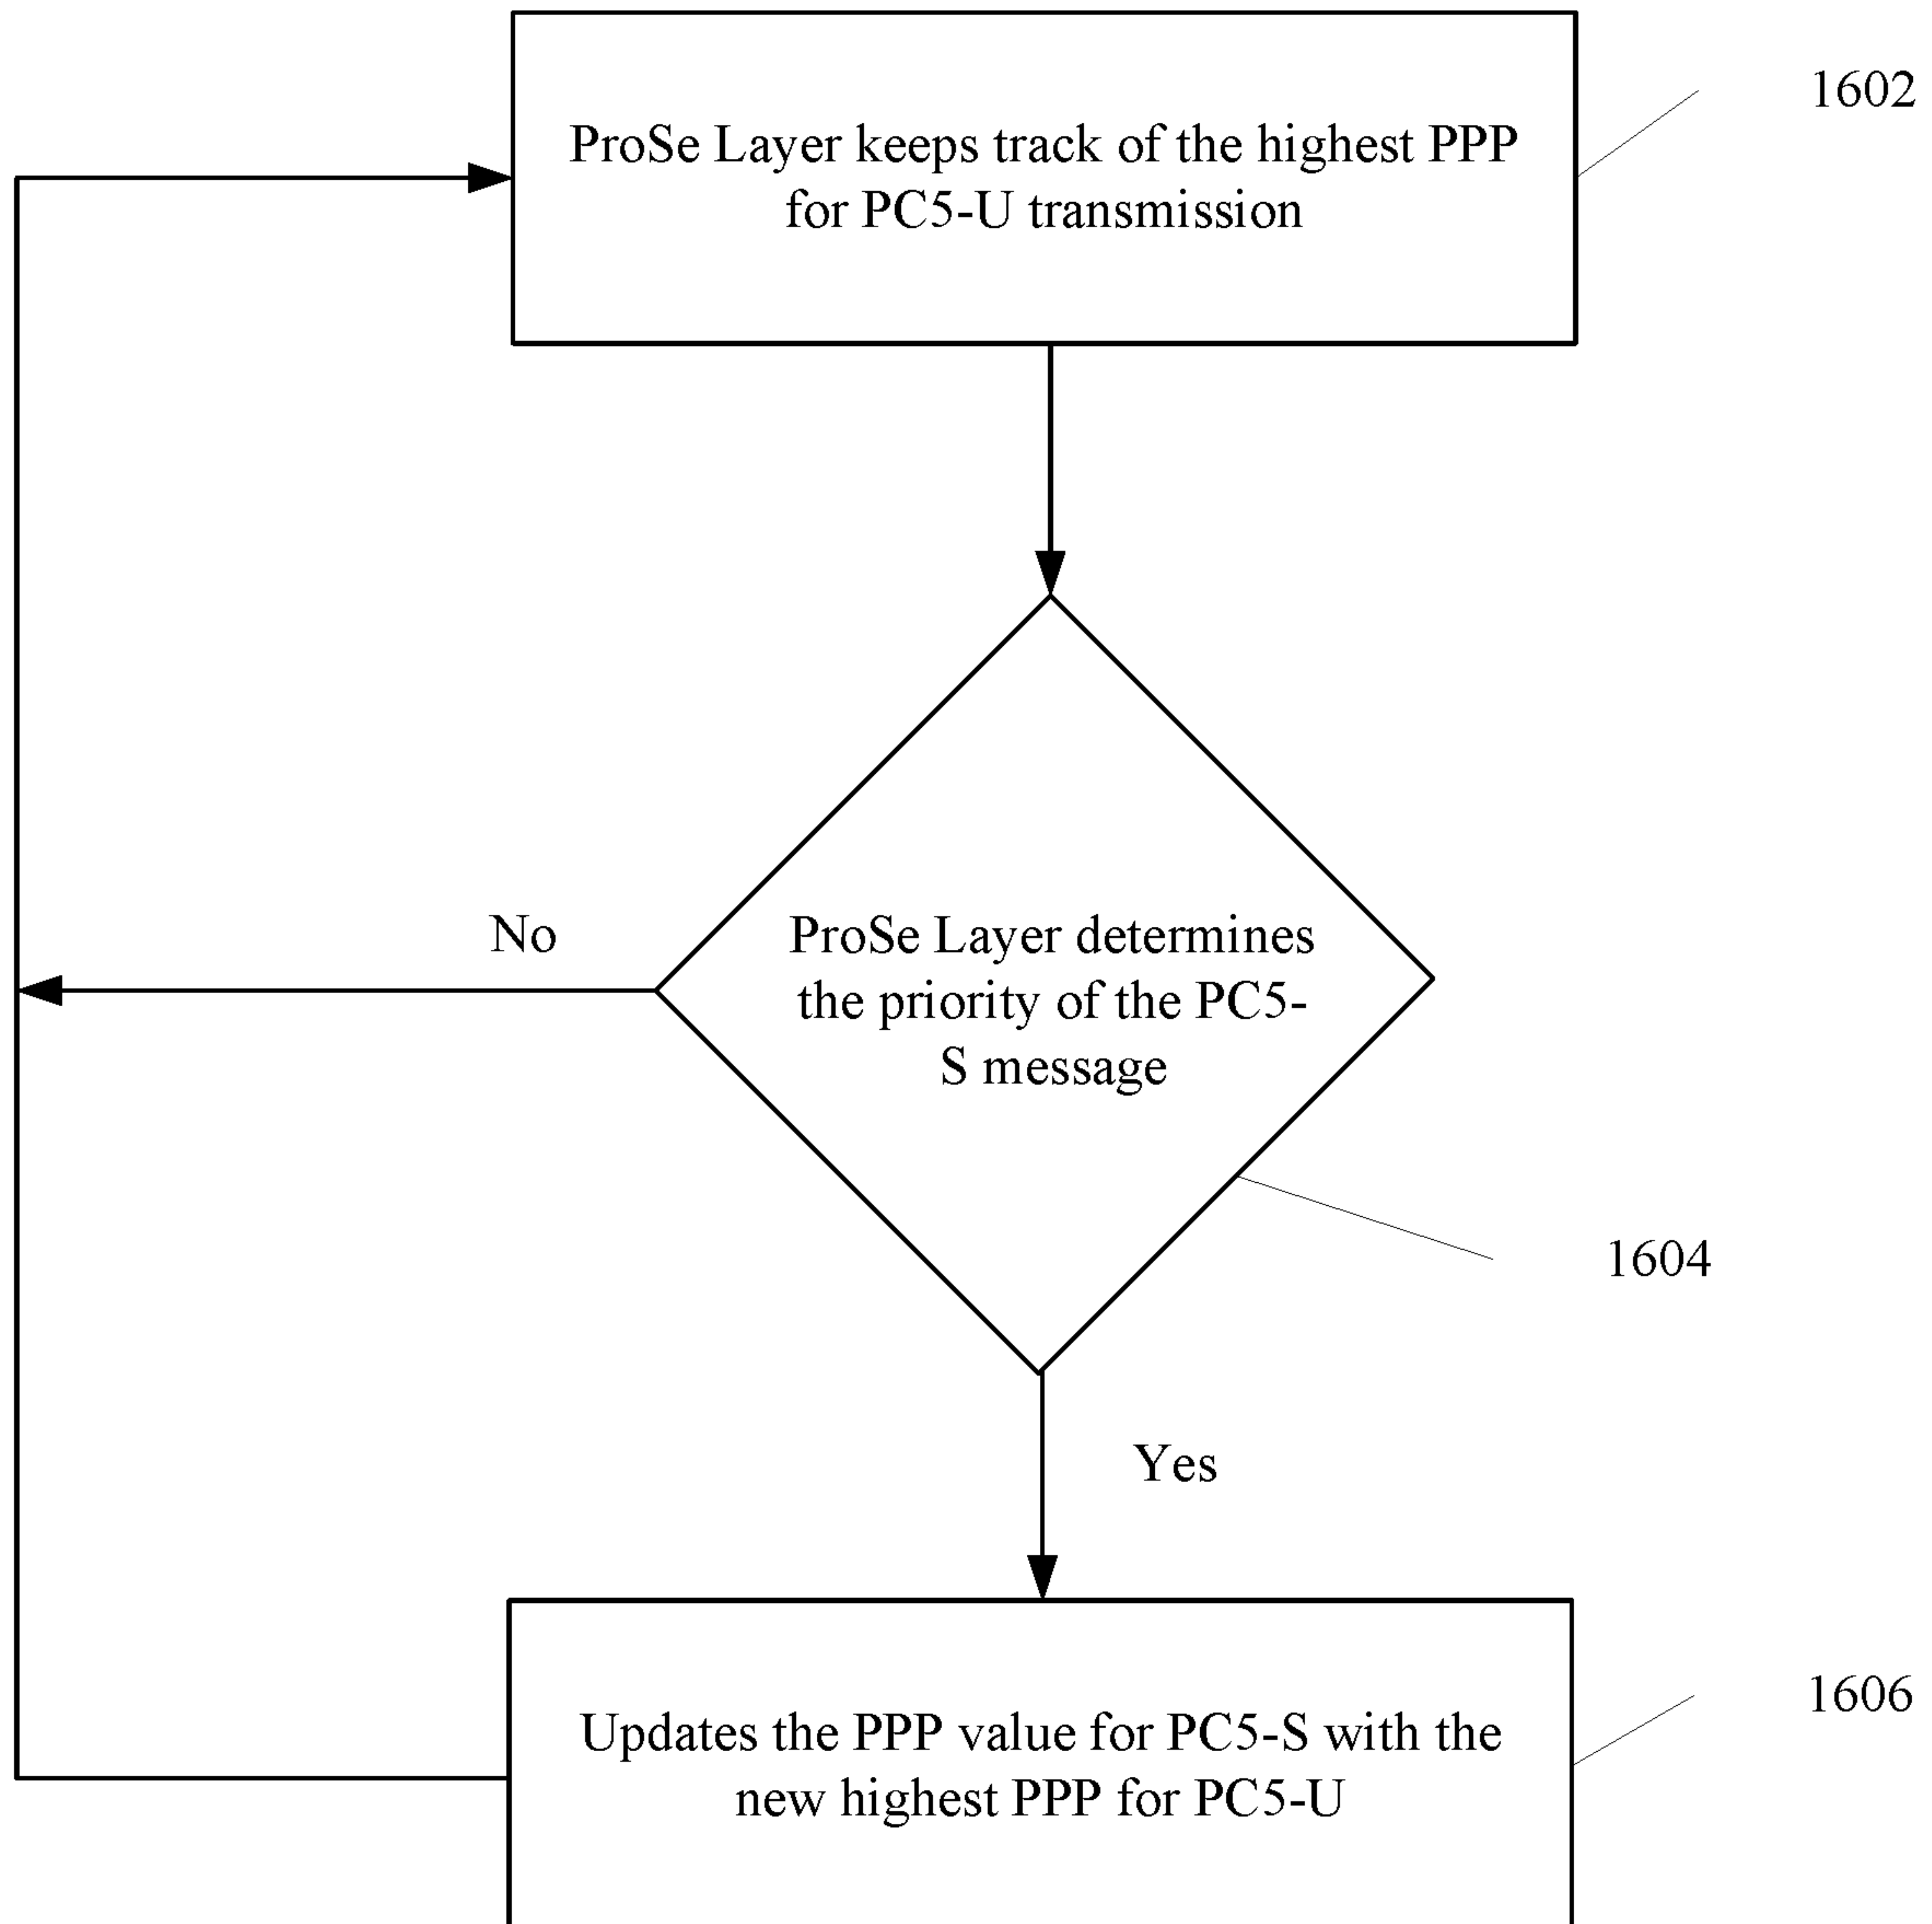 ProSe Layer keeps track of the highest PPP
for PC5-U transmission
1602
No
ProSe Layer determines
the priority of the PC5-
S message
1604
Yes
Updates the PPP value for PC5-S with the
new highest PPP for PC5-U
1606